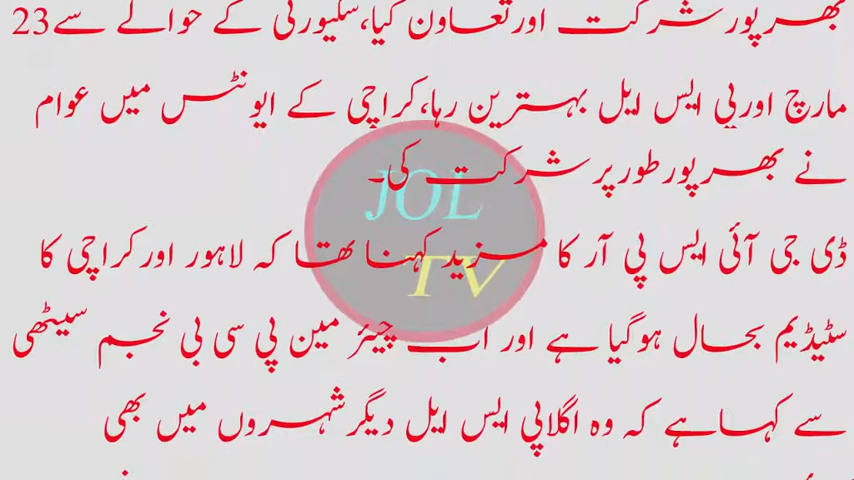 بھرپور شرکت اور تعاون کیا،سکیورٹی کے حوالے سے 23
مارچ اور پی ایس ایل بہترین رہا،کراچی کے ایونٹس میں عوام
نے بھرپور طور پر شرکت کی۔
JOL
ڈی جی آئی ایس پی آر کا مزید کہنا تھا کہ لاہور اور کراچی کا
TV
سٹیڈیم بحال ہوگیا ہے اور اب چیئرمین پی سی بی نجم سیٹھی
سے کہا ہے کہ وہ اگلا پی ایس ایل دیگر شہروں میں بھی